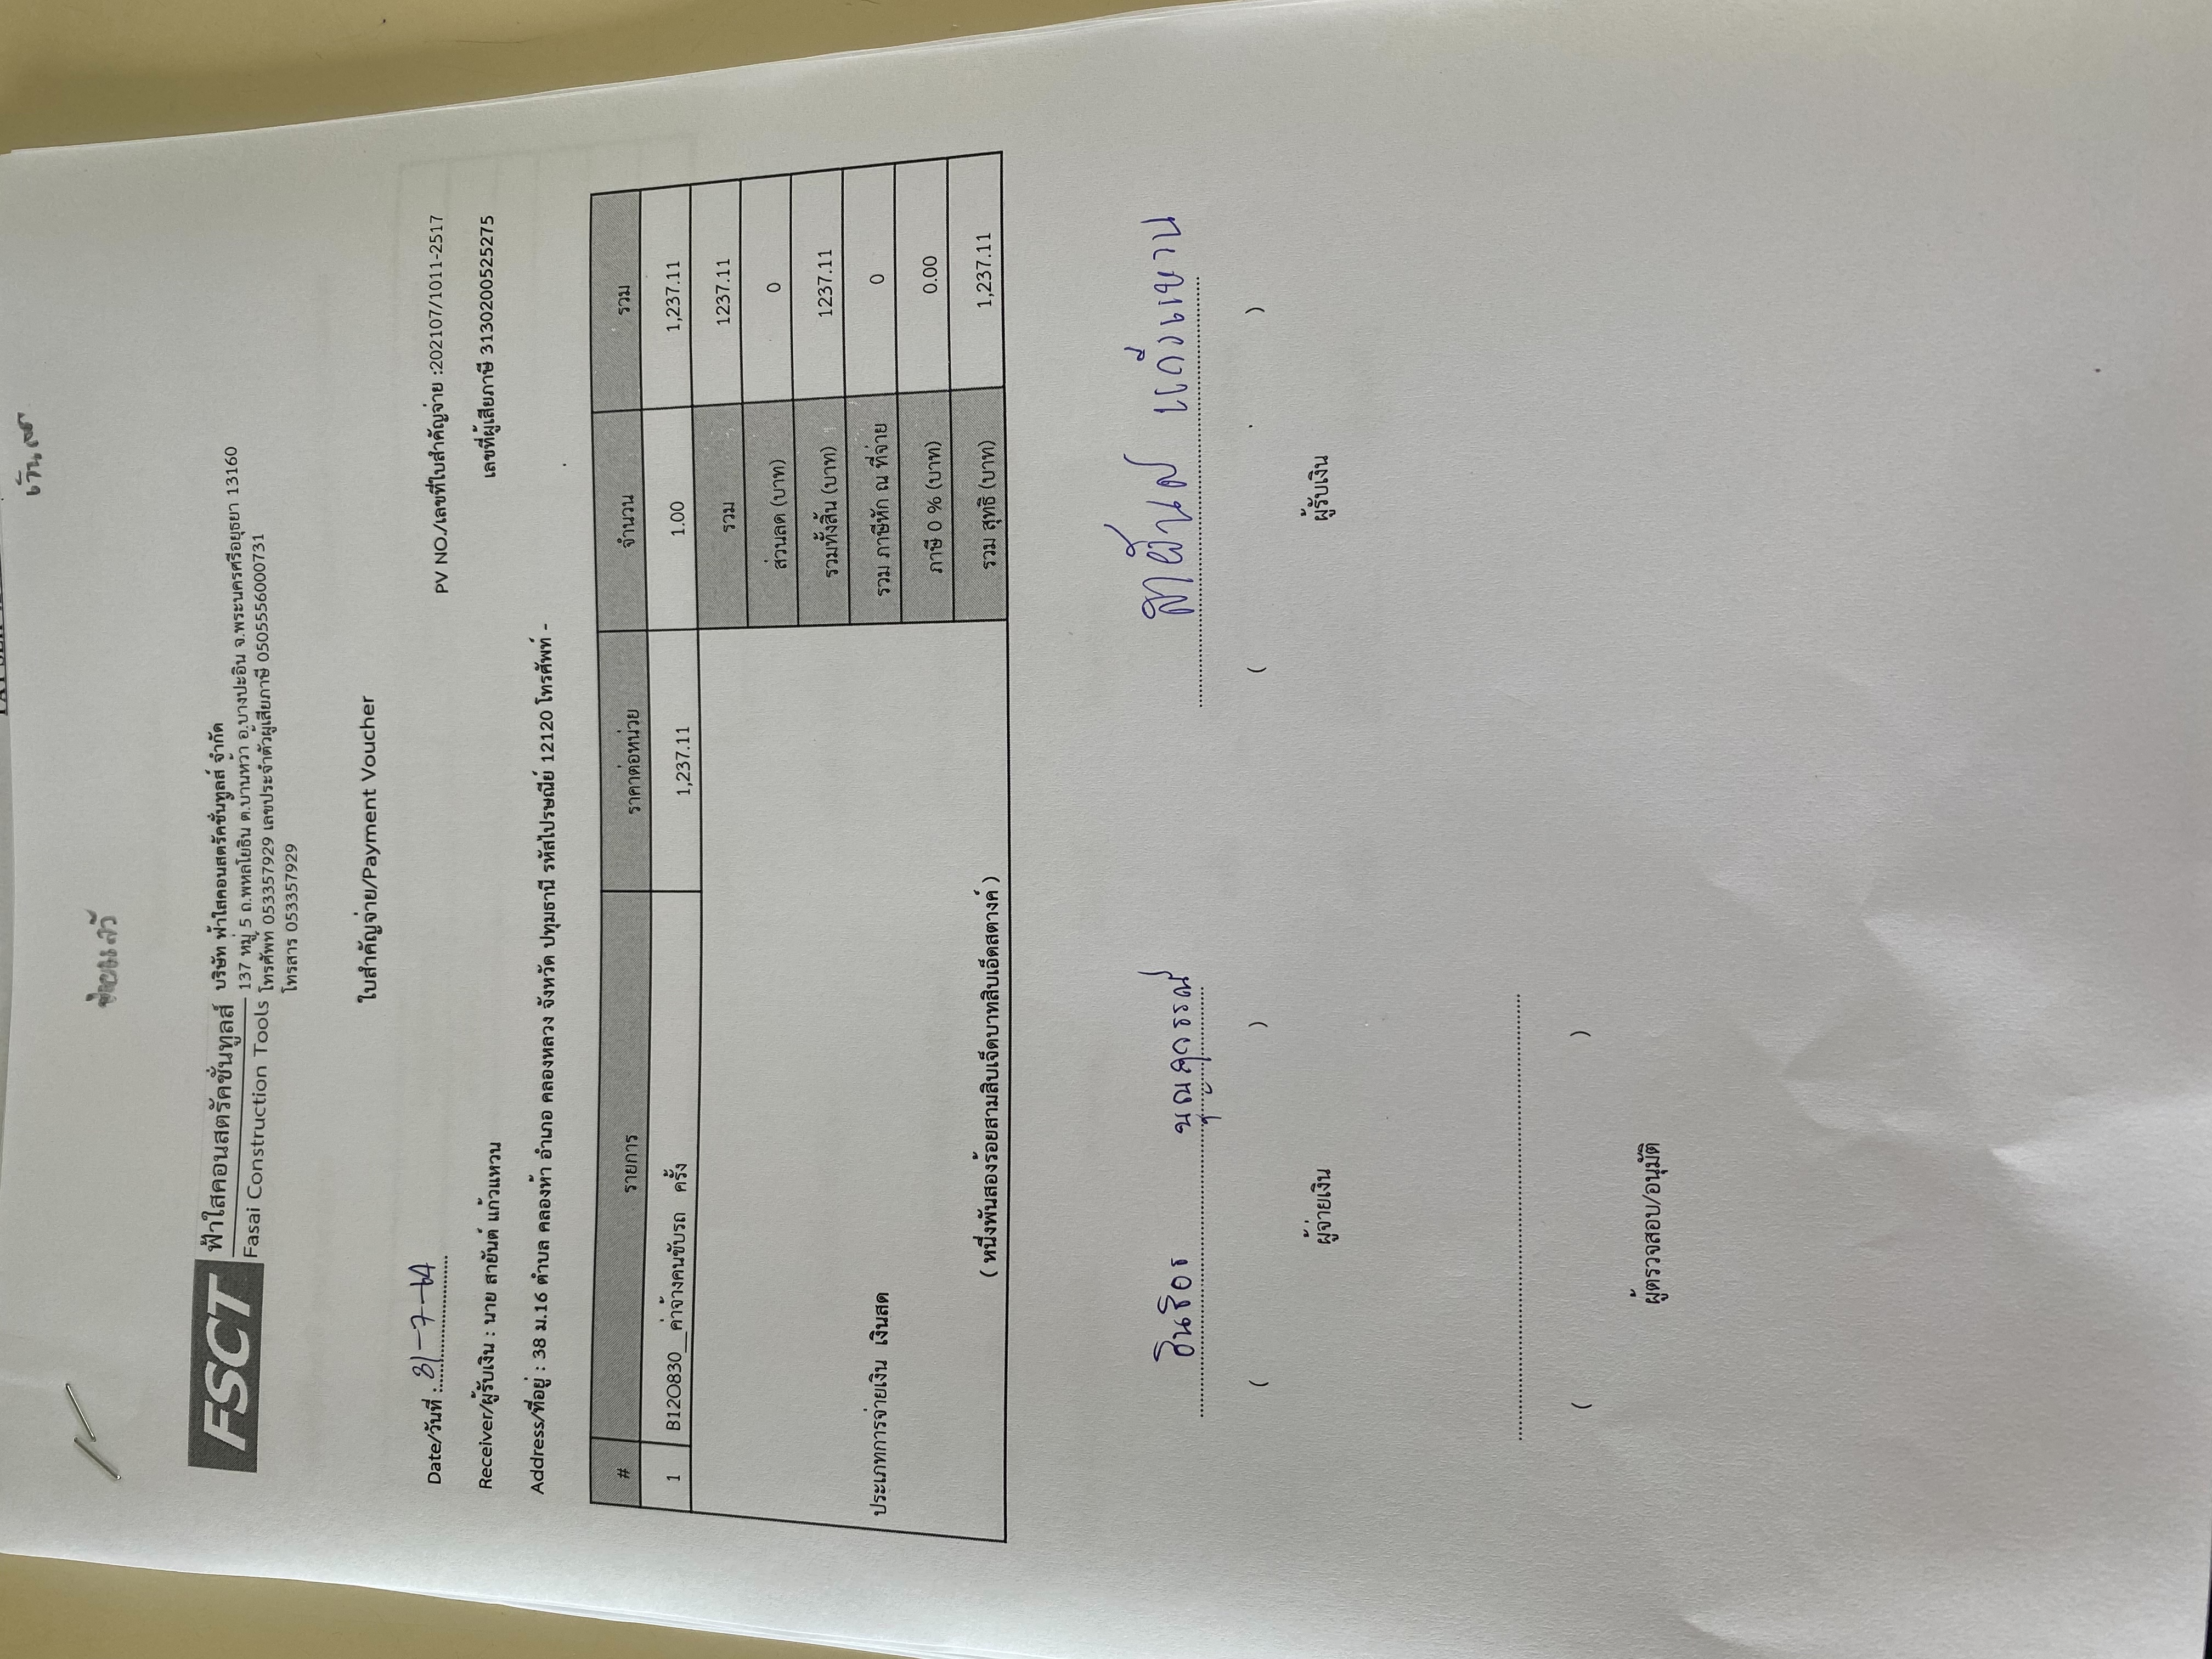 เงินสด
จ่ายแล้ว
FSCT
ฟ้าใสคอนสตรัคชั่นทูลส์
Fasai Construction Tools
บริษัท ฟ้าใสคอนสตรัคชั่นทูลส์ จำกัด
137 หมู่ 5 ถ.พหลโยธิน ต.บ้านหว้า อ.บางปะอิน จ.พระนครศรีอยุธยา 13160
โทรศัพท์ 053357929 เลขประจำตัวผู้เสียภาษี 0505556000731
โทรสาร 053357929
ใบสำคัญจ่าย/Payment Voucher
Date/วันที่ : 31-7-64 PV NO./เลขที่ใบสำคัญจ่าย :202107/1011-2517
Receiver/ผู้รับเงิน : นาย สายันต์ แก้วแหวน เลขที่ผู้เสียภาษี 3130200525275
Address/ที่อยู่ : 38 ม.16 ตำบล คลองห้า อำเภอ คลองหลวง จังหวัด ปทุมธานี รหัสไปรษณีย์ 12120 โทรศัพท์ -
# รายการ ราคาต่อหน่วย จำนวน รวม
1 B12O830__ค่าจ้างคนขับรถ ครั้ง 1,237.11 1.00 1,237.11
รวม 1237.11
ส่วนลด (บาท) 0
รวมทั้งสิ้น (บาท) 1237.11
ประเภทการจ่ายเงิน เงินสด รวม ภาษีหัก ณ ที่จ่าย 0
ภาษี 0 % (บาท) 0.00
( หนึ่งพันสองร้อยสามสิบเจ็ดบาทสิบเอ็ดสตางค์ ) รวม สุทธิ (บาท) 1,237.11
บุญสุวรรณ์ สายันต์ แก้วแหวน
( ) ( )
ผู้จ่ายเงิน ผู้รับเงิน
( )
ผู้ตรวจสอบ/อนุมัติ